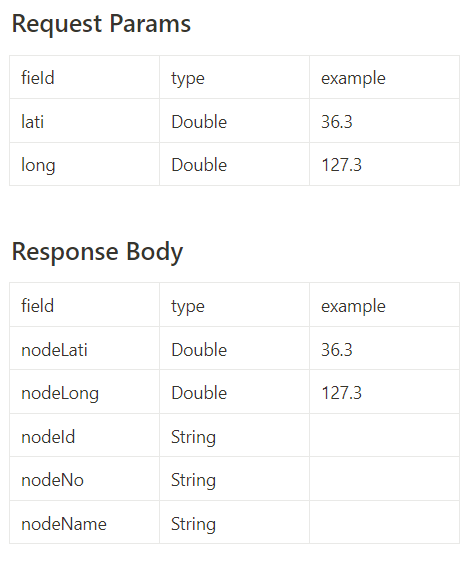 Request Params
field type example
lati Double 36.3
long Double 127.3
Response Body
field type example
nodeLati Double 36.3
nodeLong Double 127.3
nodeId String
nodeNo String
nodeName String